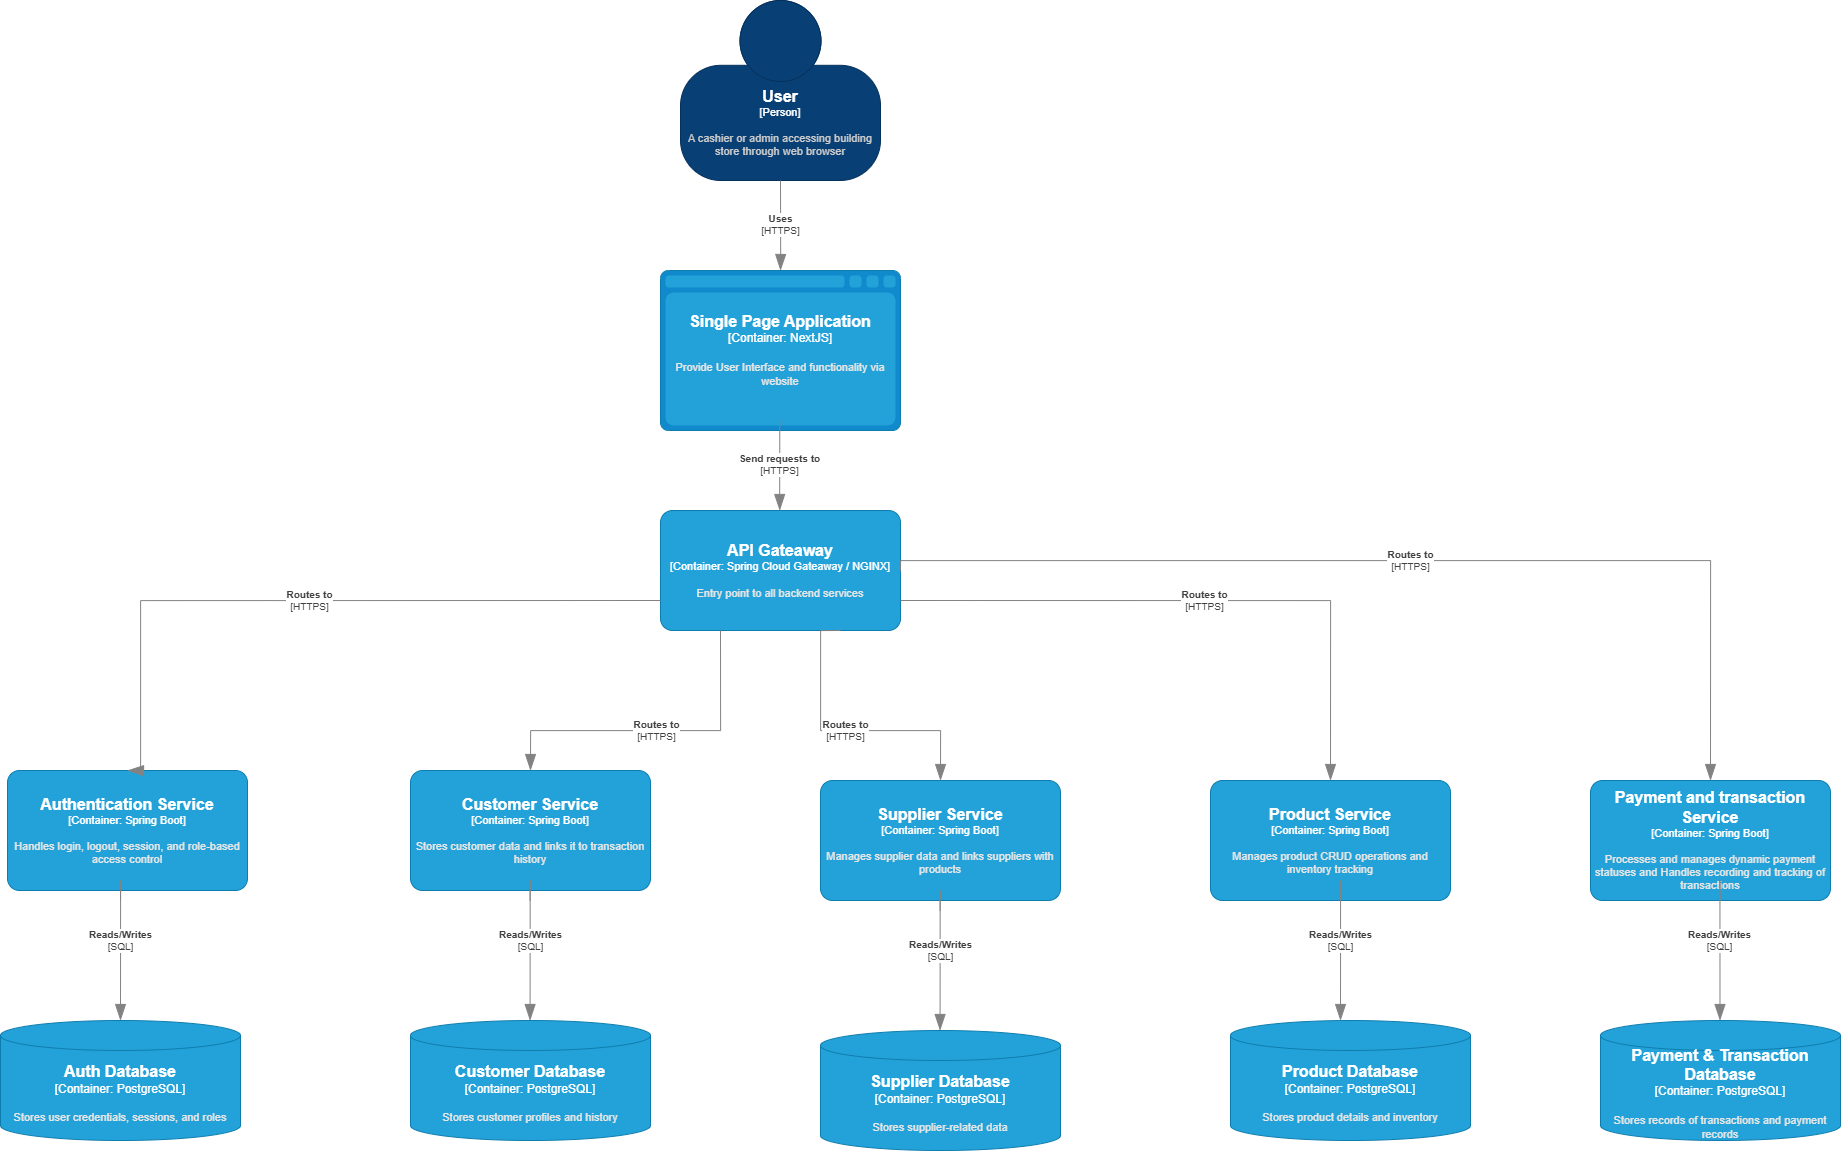 User
[Person]
A cashier or admin accessing building
store through web browser
Uses
[HTTPS]
Single Page Application
[Container: NextJS]
Provide User Interface and functionality via
website
Send requests to
[HTTPS]
API Gateaway
[Container: Spring Cloud Gateaway / NGINX]
Entry point to all backend services
Routes to
[HTTPS]
Routes to
[HTTPS]
Routes to
[HTTPS]
Routes to
[HTTPS]
Routes to
[HTTPS]
Authentication Service
[Container: Spring Boot]
Handles login, logout, session, and role-based
access control
Customer Service
[Container: Spring Boot]
Stores customer data and links it to transaction
history
Supplier Service
[Container: Spring Boot]
Manages supplier data and links suppliers with
products
Product Service
[Container: Spring Boot]
Manages product CRUD operations and
inventory tracking
Payment and transaction
Service
[Container: Spring Boot]
Processes and manages dynamic payment
statuses and Handles recording and tracking of
transactions
Reads/Writes
[SQL]
Reads/Writes
[SQL]
Reads/Writes
[SQL]
Reads/Writes
[SQL]
Reads/Writes
[SQL]
Auth Database
[Container: PostgreSQL]
Stores user credentials, sessions, and roles
Customer Database
[Container: PostgreSQL]
Stores customer profiles and history
Supplier Database
[Container: PostgreSQL]
Stores supplier-related data
Product Database
[Container: PostgreSQL]
Stores product details and inventory
Payment & Transaction
Database
[Container: PostgreSQL]
Stores records of transactions and payment
records